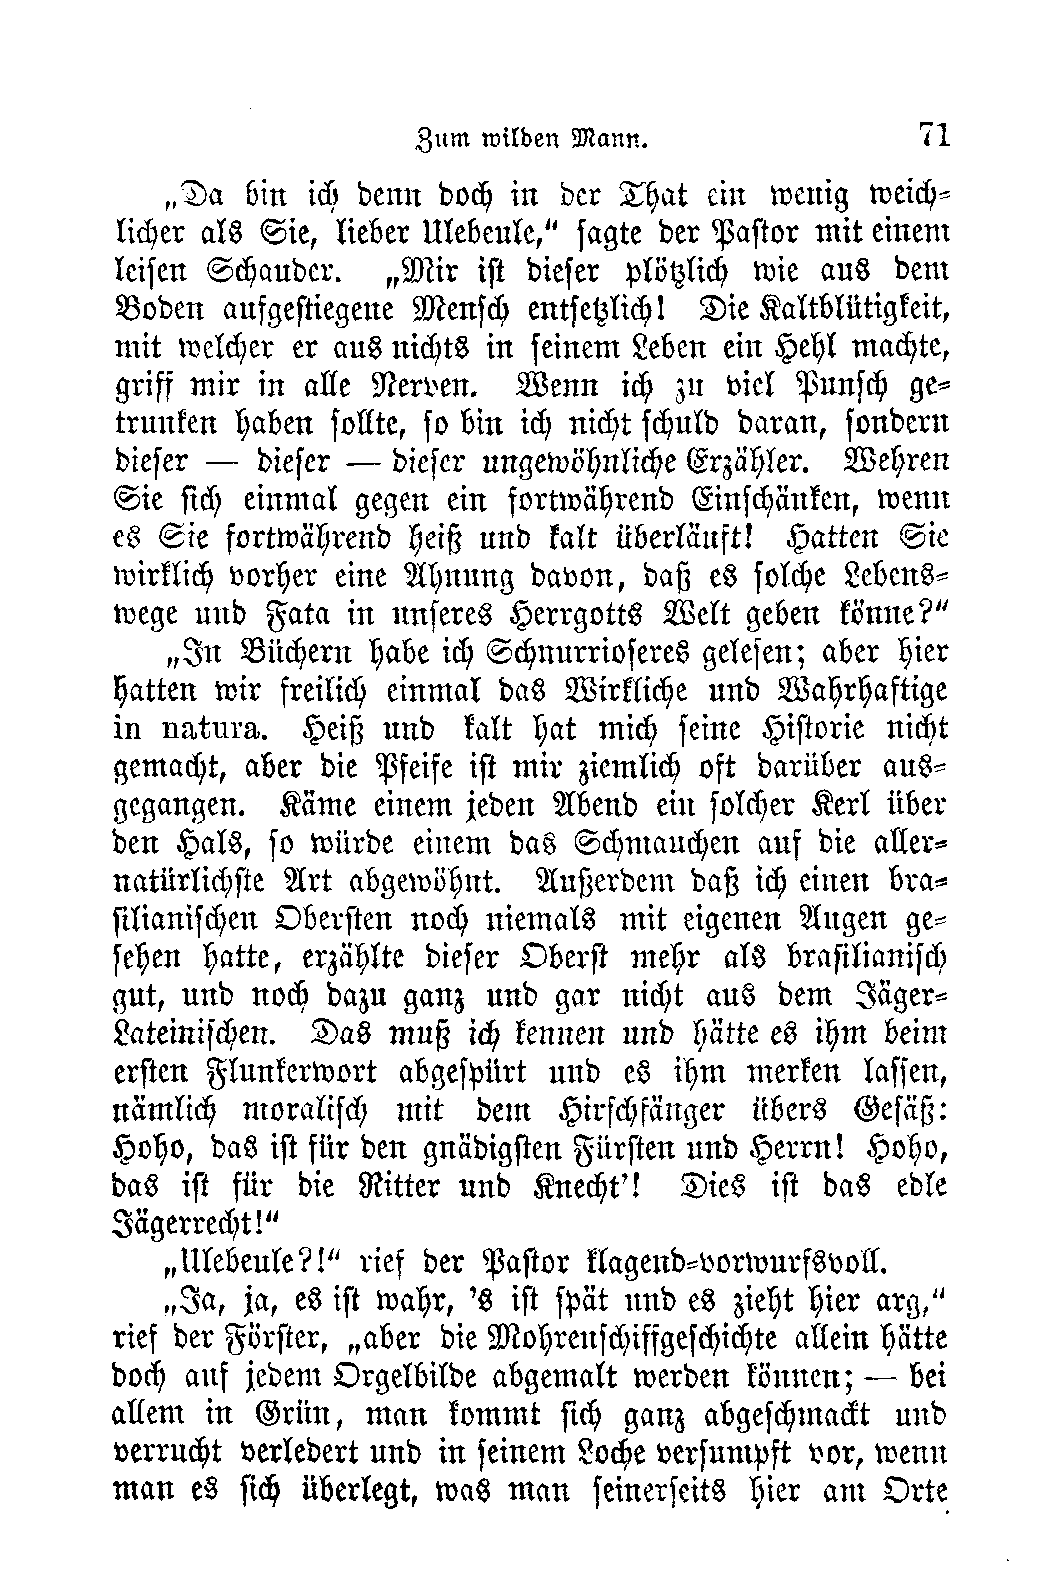 Zum wilden Mann. 71
„Da bin ich denn doch in der That ein wenig weich-
licher als Sie, lieber Ulebeule,“ sagte der Pastor mit einem
leisen Schauder. „Mir ist dieser plötzlich wie aus dem
Boden aufgestiegene Mensch entsetzlich! Die Kaltblütigkeit,
mit welcher er aus nichts in seinem Leben ein Hehl machte,
griff mir in alle Nerven. Wenn ich zu viel Punsch ge-
trunken haben sollte, so bin ich nicht schuld daran, sondern
dieser — dieser — dieser ungewöhnliche Erzähler. Wehren
Sie sich einmal gegen ein fortwährend Einschänken, wenn
es Sie fortwährend heiß und kalt überläuft! Hatten Sie
wirklich vorher eine Ahnung davon, daß es solche Lebens-
wege und Fata in unseres Herrgotts Welt geben könne?“
„In Büchern habe ich Schnurrioseres gelesen; aber hier
hatten wir freilich einmal das Wirkliche und Wahrhaftige
in natura. Heiß und kalt hat mich seine Historie nicht
gemacht, aber die Pfeife ist mir ziemlich oft darüber aus-
gegangen. Käme einem jeden Abend ein solcher Kerl über
den Hals, so würde einem das Schmauchen auf die aller-
natürlichste Art abgewöhnt. Außerdem daß ich einen bra-
silianischen Obersten noch niemals mit eigenen Augen ge-
sehen hatte, erzählte dieser Oberst mehr als brasilianisch
gut, und noch dazu ganz und gar nicht aus dem Jäger-
Lateinischen. Das muß ich kennen und hätte es ihm beim
ersten Flunkerwort abgespürt und es ihm merken lassen,
nämlich moralisch mit dem Hirschfänger übers Gesäß:
Hoho, das ist für den gnädigsten Fürsten und Herrn! Hoho,
das ist für die Ritter und Knecht’! Dies ist das edle
Jägerrecht!“
„Ulebeule?!“ rief der Pastor klagend-vorwurfsvoll.
„Ja, ja, es ist wahr, ’s ist spät und es zieht hier arg,“
rief der Förster, „aber die Mohrenschiffgeschichte allein hätte
doch auf jedem Orgelbilde abgemalt werden können; — bei
allem in Grün, man kommt sich ganz abgeschmackt und
verrucht verledert und in seinem Loche versumpft vor, wenn
man es sich überlegt, was man seinerseits hier am Orte